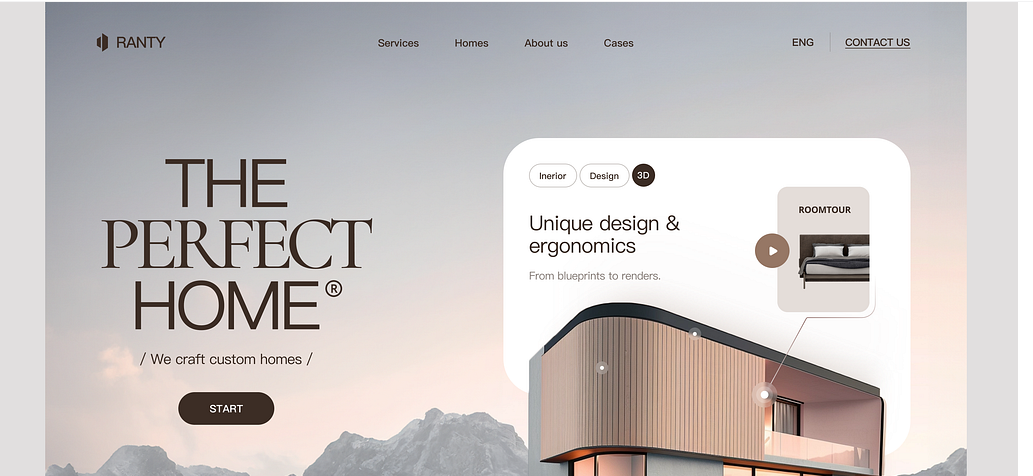 RANTY
Services
Homes
About us
Cases
ENG
CONTACT US
THE
PERFECT
HOME®
/ We craft custom homes /
START
Inerior
Design
3D
Unique design &
ergonomics
From blueprints to renders.
ROOMTOUR